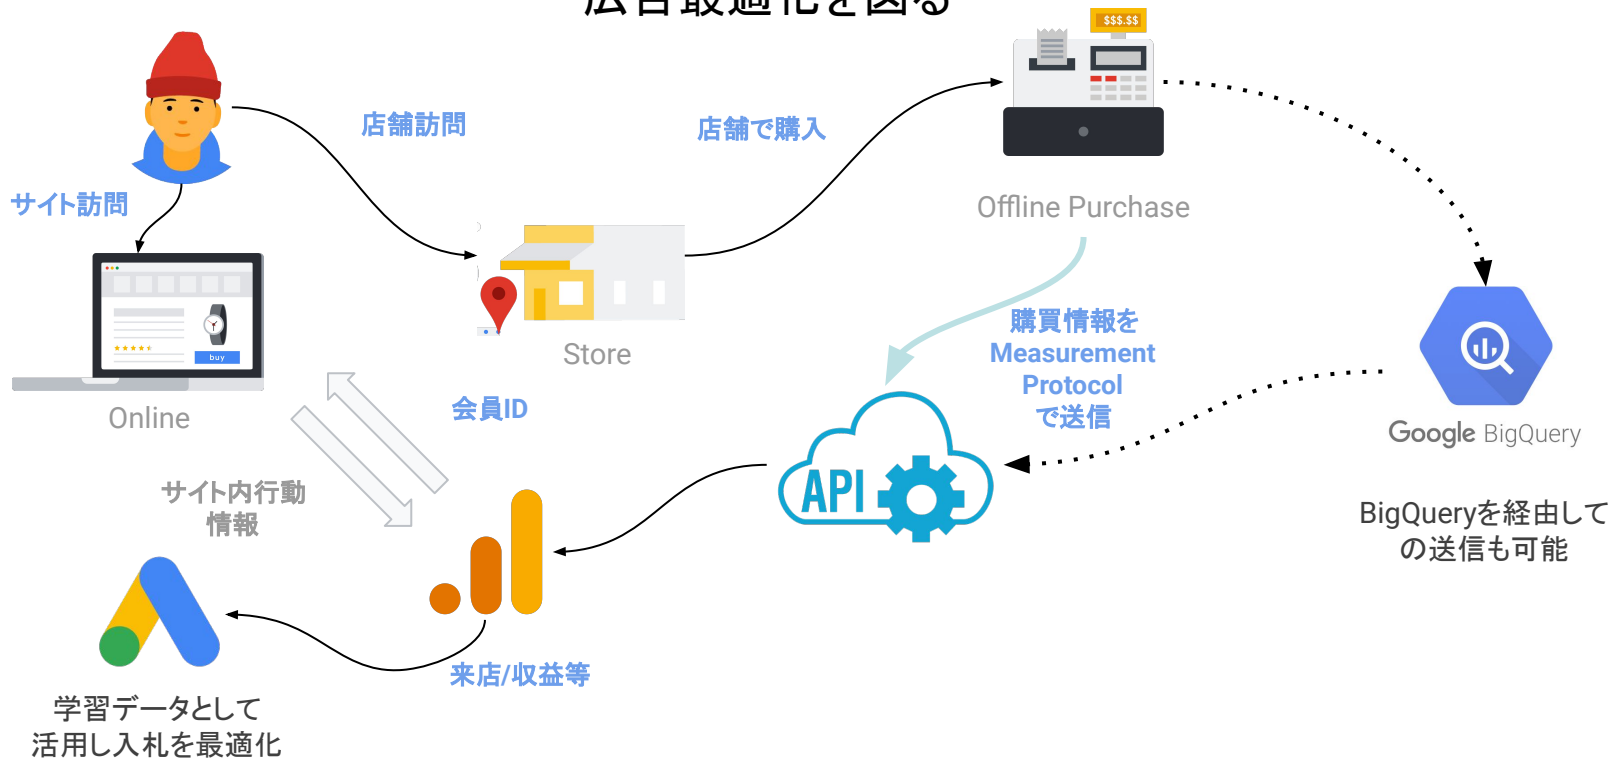 広告最適化を図る
$$$.$$
店舗訪問
店舗で購入
サイト訪問
Offline Purchase
buy
Store
Online
購買情報を
Measurement
Protocol
で送信
会員ID
Google BigQuery
API
サイト内行動
情報
BigQueryを経由して
の送信も可能
来店/収益等
学習データとして
活用し入札を最適化